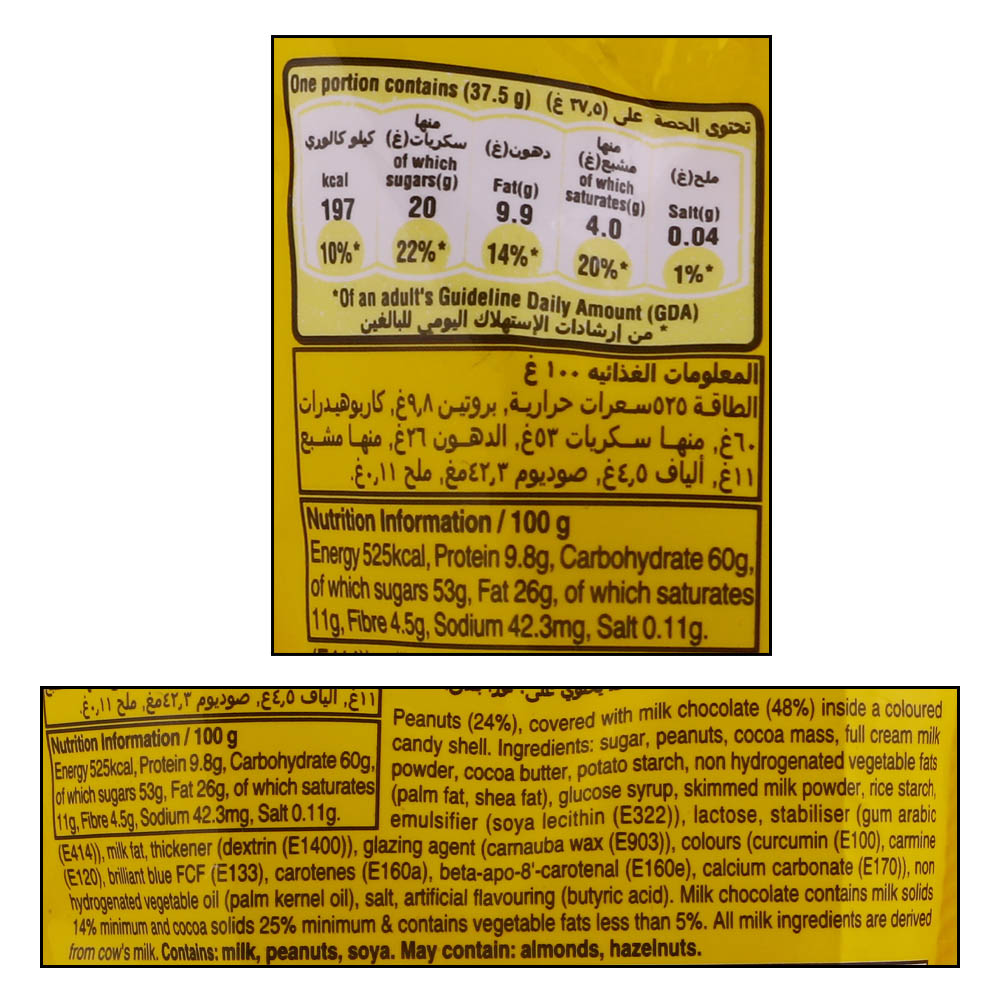 One portion contains (37.5 g) تحتوي الحصة على (٣٧,٥ غ)
كيلو كالوري
kcal
197
10%*
منها
سكريات(غ)
of which
sugars(g)
20
22%*
دهون(غ)
Fat(g)
9.9
14%*
منها
مشبع(غ)
of which
saturates(g)
4.0
20%*
ملح(غ)
Salt(g)
0.04
1%*
*Of an adult's Guideline Daily Amount (GDA)
* من إرشادات الإستهلاك اليومي للبالغين
المعلومات الغذائيه ١٠٠ غ
الطاقة ٥٢٥سعرات حرارية, بروتين ٩,٨غ, كاربوهيدرات
٦٠غ, منها سكريات ٥٣غ, الدهون ٢٦غ, منها مشبع
١١غ, ألياف ٤,٥غ, صوديوم ٤٢,٣مغ, ملح ٠,١١غ.
Nutrition Information / 100 g
Energy 525kcal, Protein 9.8g, Carbohydrate 60g,
of which sugars 53g, Fat 26g, of which saturates
11g, Fibre 4.5g, Sodium 42.3mg, Salt 0.11g.
١١غ, ألياف ٤,٥غ, صوديوم ٤٢,٣مغ, ملح ٠,١١غ.
Nutrition Information / 100 g
Energy 525kcal, Protein 9.8g, Carbohydrate 60g,
of which sugars 53g, Fat 26g, of which saturates
11g, Fibre 4.5g, Sodium 42.3mg, Salt 0.11g.
Peanuts (24%), covered with milk chocolate (48%) inside a coloured
candy shell. Ingredients: sugar, peanuts, cocoa mass, full cream milk
powder, cocoa butter, potato starch, non hydrogenated vegetable fats
(palm fat, shea fat), glucose syrup, skimmed milk powder, rice starch,
emulsifier (soya lecithin (E322)), lactose, stabiliser (gum arabic
(E414)), milk fat, thickener (dextrin (E1400)), glazing agent (carnauba wax (E903)), colours (curcumin (E100), carmine
(E120), brilliant blue FCF (E133), carotenes (E160a), beta-apo-8'-carotenal (E160e), calcium carbonate (E170)), non
hydrogenated vegetable oil (palm kernel oil), salt, artificial flavouring (butyric acid). Milk chocolate contains milk solids
14% minimum and cocoa solids 25% minimum & contains vegetable fats less than 5%. All milk ingredients are derived
from cow's milk. Contains: milk, peanuts, soya. May contain: almonds, hazelnuts.